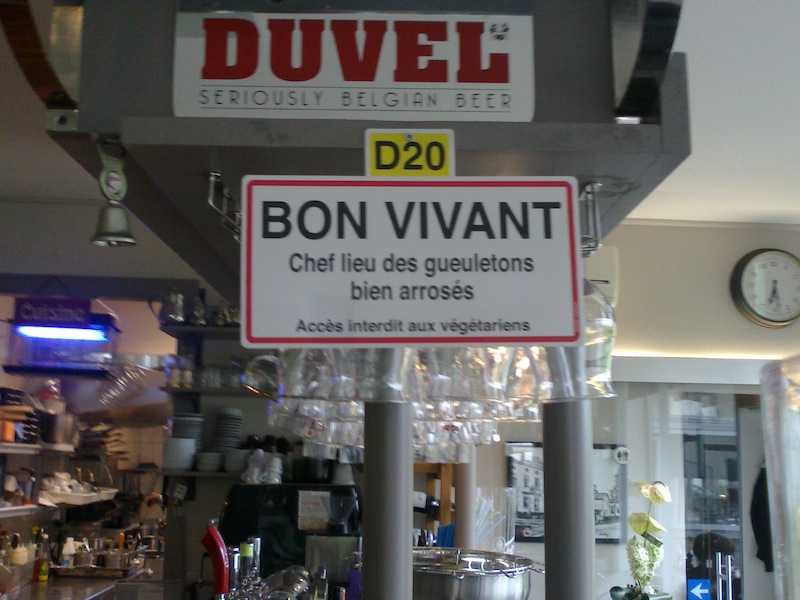 DUVEL
SERIOUSLY BELGIAN BEER
D20
BON VIVANT
Chef lieu des gueuletons
bien arrosés
Accès interdit aux végétariens
Cuisine